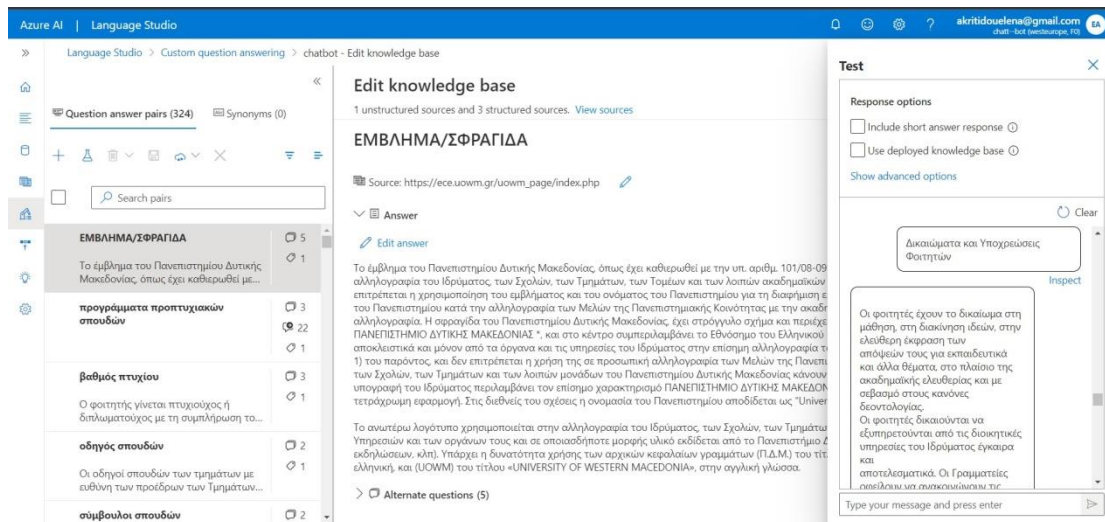 Azure AI | Language Studio
akritidouelena@gmail.com
chatt--bot (westeurope, F0)
EA
Language Studio > Custom question answering > chatbot - Edit knowledge base
Question answer pairs (324)
Synonyms (0)
Search pairs
ΕΜΒΛΗΜΑ/ΣΦΡΑΓΙΔΑ
5
Το έμβλημα του Πανεπιστημίου Δυτικής
Μακεδονίας, όπως έχει καθιερωθεί με...
1
προγράμματα προπτυχιακών
σπουδών
3
22
1
βαθμός πτυχίου
3
Ο φοιτητής γίνεται πτυχιούχος ή
διπλωματούχος με τη συμπλήρωση το...
1
οδηγός σπουδών
2
Οι οδηγοί σπουδών των τμημάτων με
ευθύνη των προέδρων των Τμημάτων...
1
σύμβουλοι σπουδών
2
Edit knowledge base
1 unstructured sources and 3 structured sources. View sources
ΕΜΒΛΗΜΑ/ΣΦΡΑΓΙΔΑ
Source: https://ece.uowm.gr/uowm_page/index.php
Answer
Edit answer
Το έμβλημα του Πανεπιστημίου Δυτικής Μακεδονίας, όπως έχει καθιερωθεί με την υπ. αριθμ. 101/08-09
αλληλογραφία του Ιδρύματος, των Σχολών, των Τμημάτων, των Τομέων και των λοιπών ακαδημαϊκών
επιτρέπεται η χρησιμοποίηση του εμβλήματος και του ονόματος του Πανεπιστημίου για τη διαφήμιση ε
του Πανεπιστημίου κατά την αλληλογραφία των Μελών της Πανεπιστημιακής Κοινότητας με την ακαδη
αλληλογραφία. Η σφραγίδα του Πανεπιστημίου Δυτικής Μακεδονίας, έχει στρόγγυλο σχήμα και περιέχε
ΠΑΝΕΠΙΣΤΗΜΙΟ ΔΥΤΙΚΗΣ ΜΑΚΕΔΟΝΙΑΣ *, και στο κέντρο συμπεριλαμβάνει το Εθνόσημο του Ελληνικού
αποκλειστικά και μόνον από τα όργανα και τις υπηρεσίες του Ιδρύματος στην επίσημη αλληλογραφία τ
1) του παρόντος, και δεν επιτρέπεται η χρήση της σε προσωπική αλληλογραφία των Μελών της Πανεπι
των Σχολών, των Τμημάτων και των λοιπών μονάδων του Πανεπιστημίου Δυτικής Μακεδονίας κάνουν
υπογραφή του Ιδρύματος περιλαμβάνει τον επίσημο χαρακτηρισμό ΠΑΝΕΠΙΣΤΗΜΙΟ ΔΥΤΙΚΗΣ ΜΑΚΕΔΟΝ
τετράχρωμη εφαρμογή. Στις διεθνείς του σχέσεις η ονομασία του Πανεπιστημίου αποδίδεται ως "Univer
Το ανωτέρω λογότυπο χρησιμοποιείται στην αλληλογραφία του Ιδρύματος, των Σχολών, των Τμημάτω
Υπηρεσιών και των οργάνων τους και σε οποιασδήποτε μορφής υλικό εκδίδεται από το Πανεπιστήμιο Δ
εκδηλώσεων, κλπ). Υπάρχει η δυνατότητα χρήσης των αρχικών κεφαλαίων γραμμάτων (Π.Δ.Μ.) του τίτ
ελληνική, και (UOWM) του τίτλου «UNIVERSITY OF WESTERN MACEDONIA», στην αγγλική γλώσσα.
Alternate questions (5)
Test
Response options
Include short answer response
Use deployed knowledge base
Show advanced options
Clear
Δικαιώματα και Υποχρεώσεις
Φοιτητών
Inspect
Οι φοιτητές έχουν το δικαίωμα στη
μάθηση, στη διακίνηση ιδεών, στην
ελεύθερη έκφραση των
απόψεών τους για εκπαιδευτικά
και άλλα θέματα, στο πλαίσιο της
ακαδημαϊκής ελευθερίας και με
σεβασμό στους κανόνες
δεοντολογίας.
Οι φοιτητές δικαιούνται να
εξυπηρετούνται από τις διοικητικές
υπηρεσίες του Ιδρύματος έγκαιρα
και
αποτελεσματικά. Οι Γραμματείες
οφείλουν να ανακοινώνουν τις
Type your message and press enter